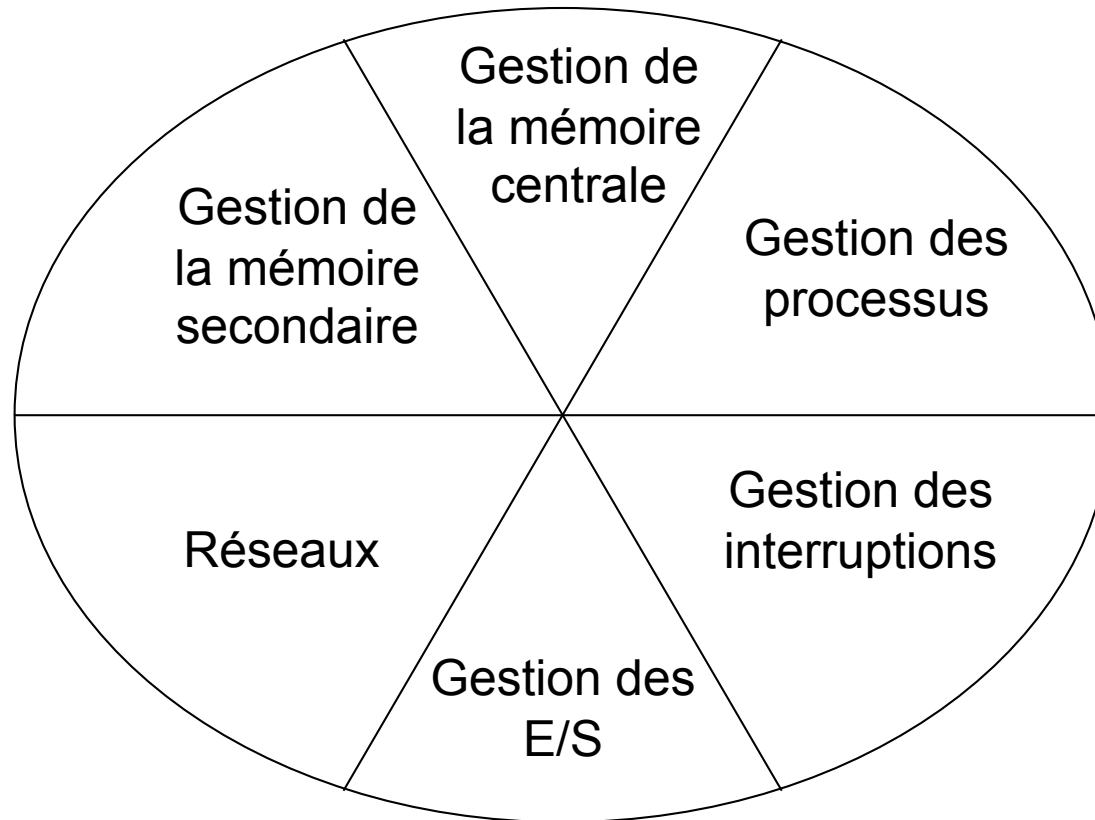 Gestion de
la mémoire
centrale
Gestion de
la mémoire
secondaire
Gestion des
processus
Réseaux
Gestion des
interruptions
Gestion des
E/S